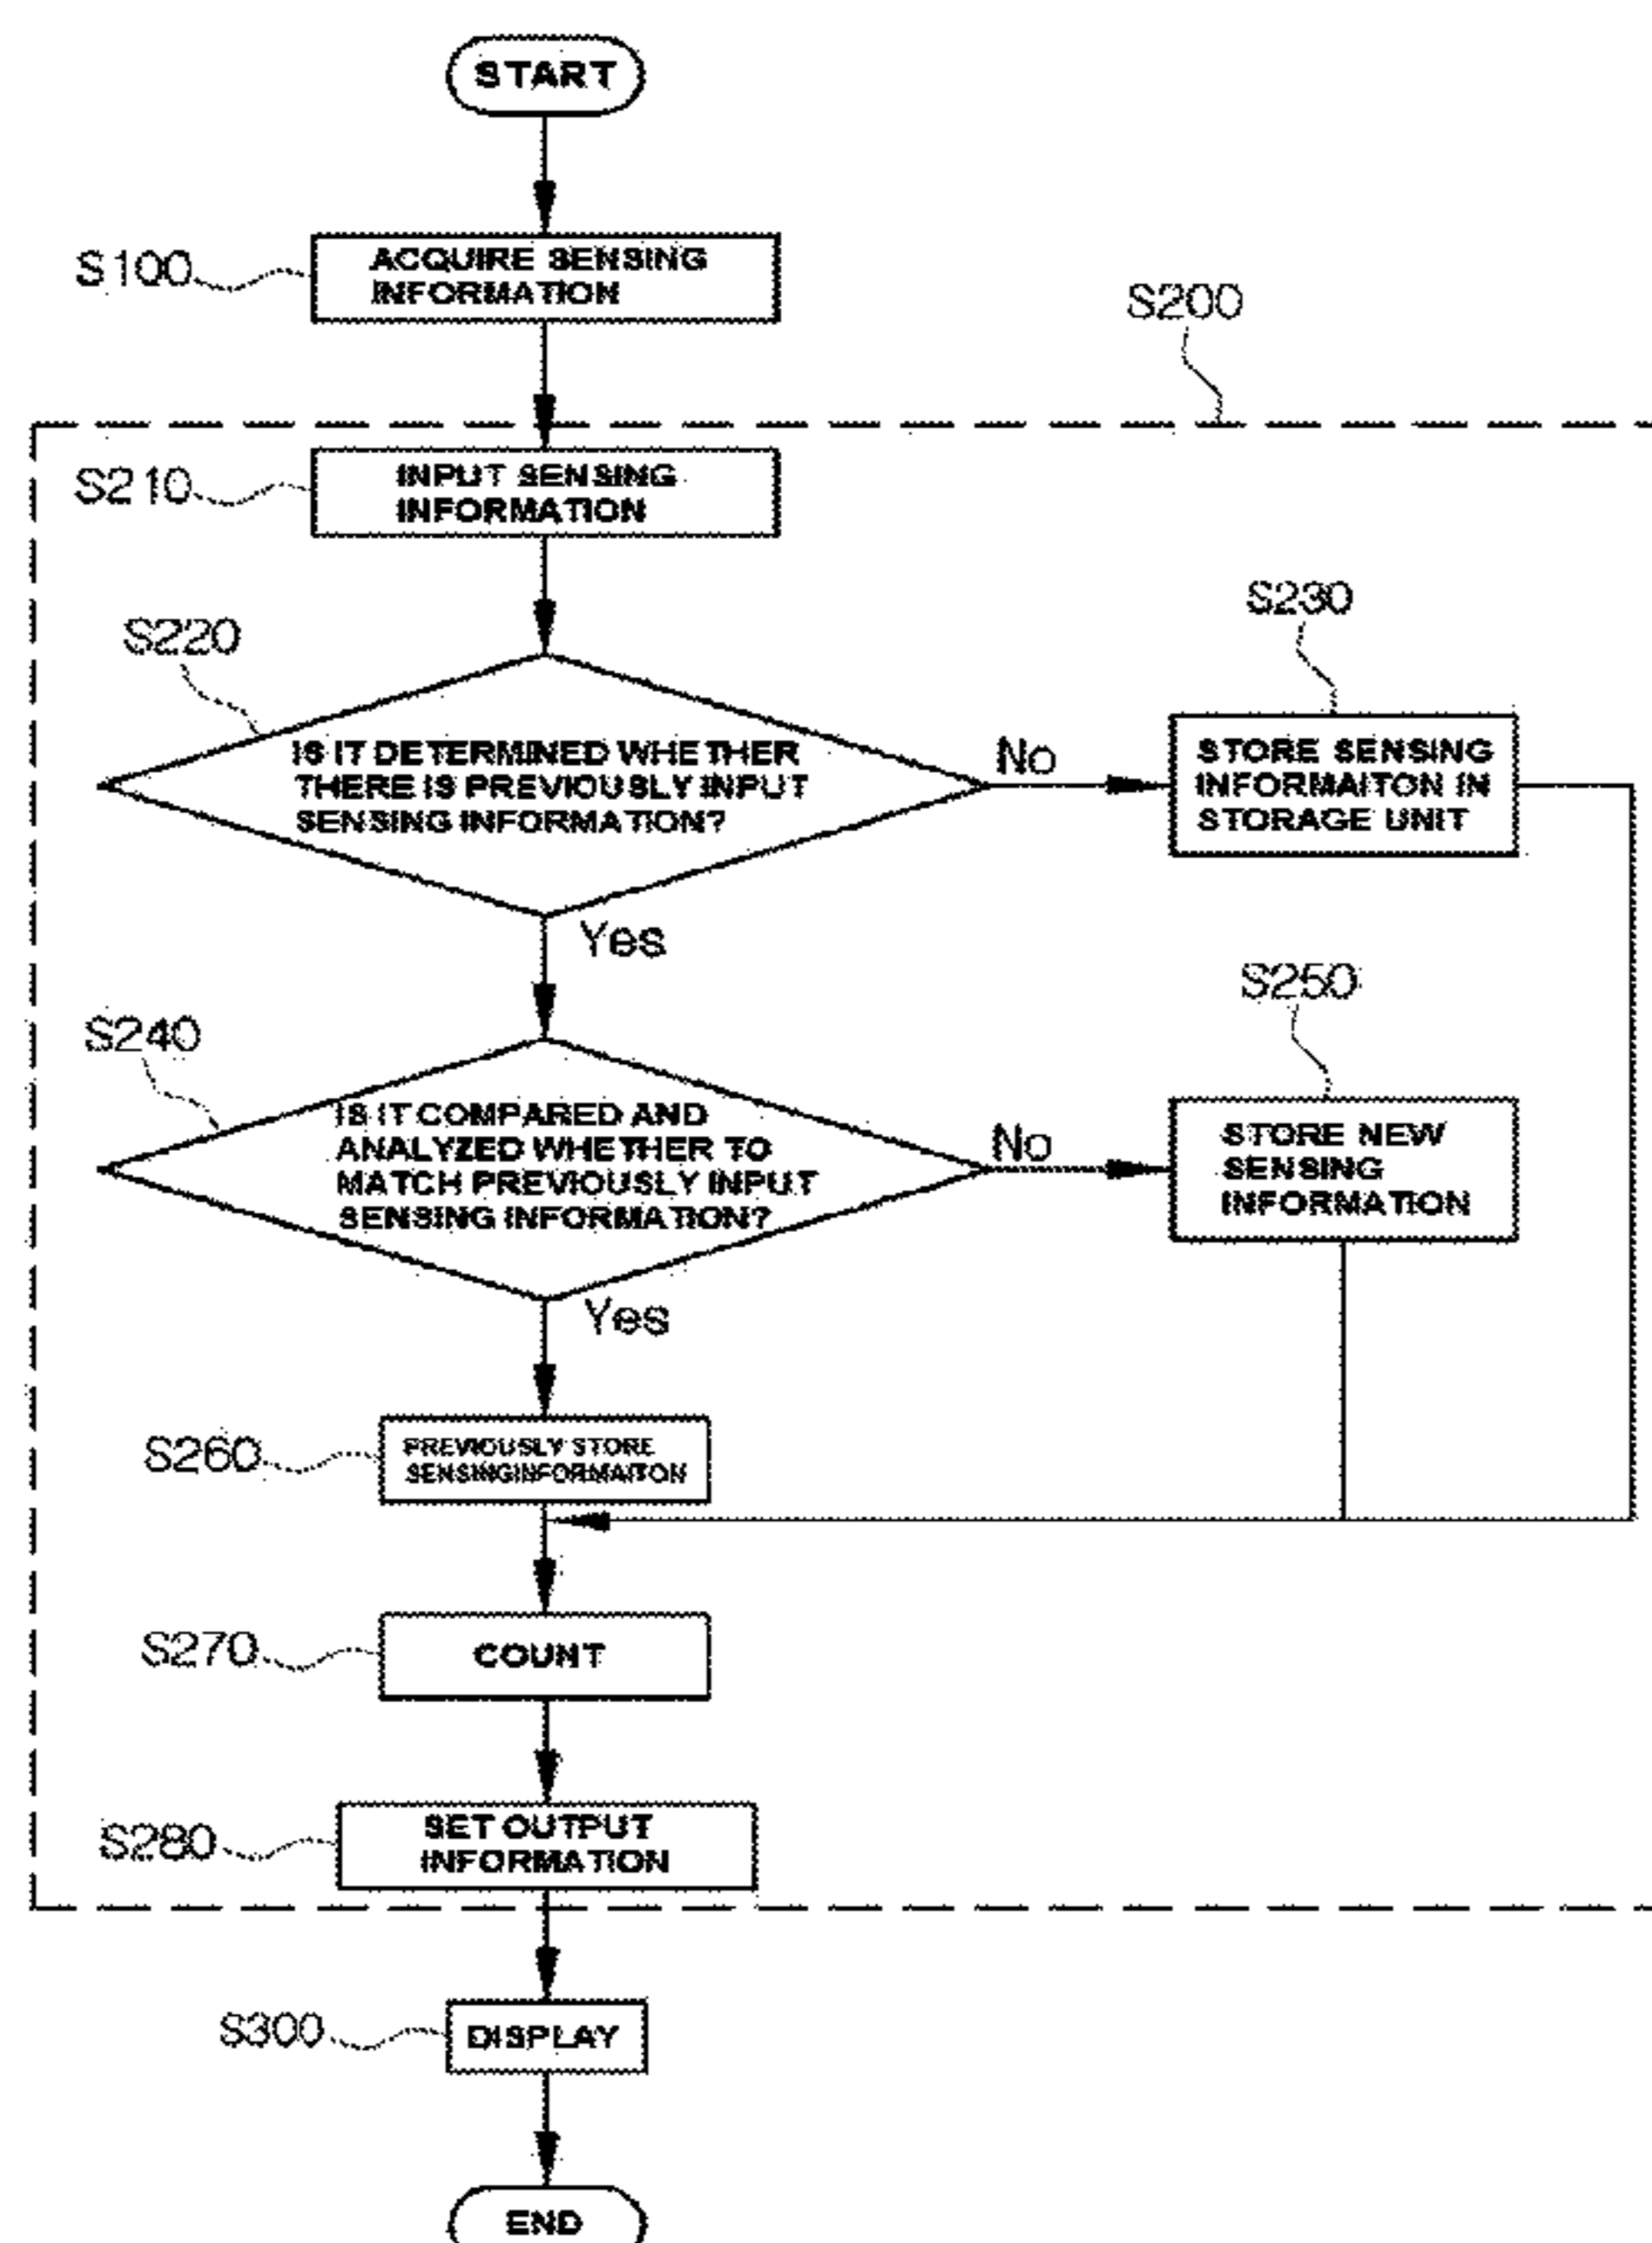 START
S100
ACQUIRE SENSING
INFORMATION
S200
S210
INPUT SENSING
INFORMATION
S220
IS IT DETERMINED WHETHER
THERE IS PREVIOUSLY INPUT
SENSING INFORMATION?
No
S230
STORE SENSING
INFORMAITON IN
STORAGE UNIT
Yes
S240
IS IT COMPARED AND
ANALYZED WHETHER TO
MATCH PREVIOUSLY INPUT
SENSING INFORMATION?
No
S250
STORE NEW
SENSING
INFORMATION
Yes
S260
PREVIOUSLY STORE
SENSINGINFORMAITON
S270
COUNT
S280
SET OUTPUT
INFORMATION
S300
DISPLAY
END